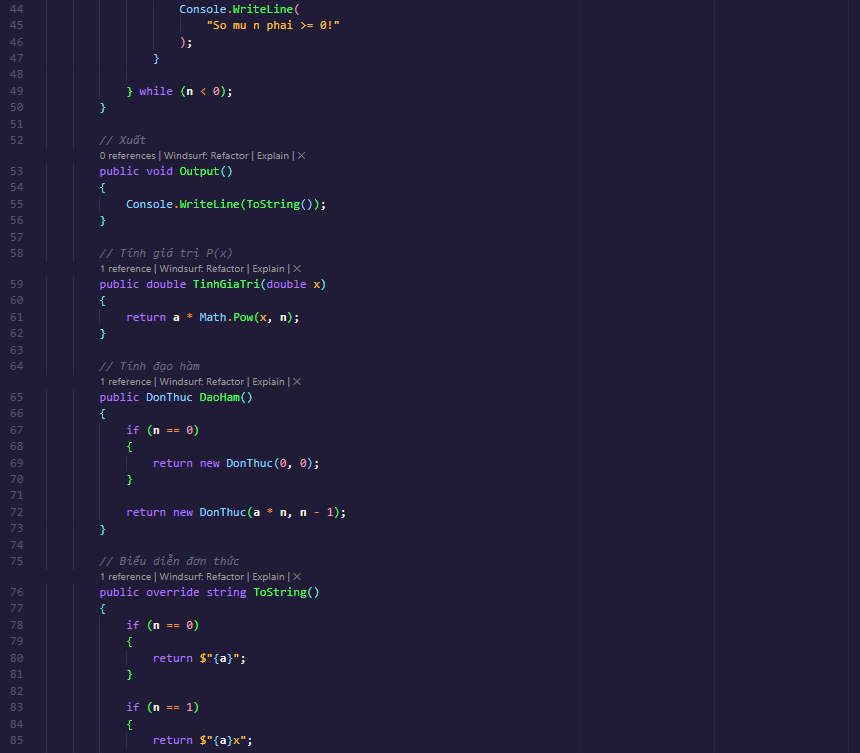 44 Console.WriteLine(
45 "So mu n phai >= 0!"
46 );
47 }
48
49 } while (n < 0);
50 }
51
52 // Xuất
0 references | Windsurf: Refactor | Explain | ×
53 public void Output()
54 {
55 Console.WriteLine(ToString());
56 }
57
58 // Tính giá trị P(x)
1 reference | Windsurf: Refactor | Explain | ×
59 public double TinhGiaTri(double x)
60 {
61 return a * Math.Pow(x, n);
62 }
63
64 // Tính đạo hàm
1 reference | Windsurf: Refactor | Explain | ×
65 public DonThuc DaoHam()
66 {
67 if (n == 0)
68 {
69 return new DonThuc(0, 0);
70 }
71
72 return new DonThuc(a * n, n - 1);
73 }
74
75 // Biểu diễn đơn thức
1 reference | Windsurf: Refactor | Explain | ×
76 public override string ToString()
77 {
78 if (n == 0)
79 {
80 return $"{a}";
81 }
82
83 if (n == 1)
84 {
85 return $"{a}x";